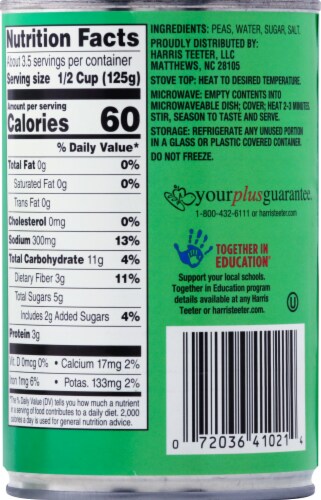 Nutrition Facts
About 3.5 servings per container
Serving size 1/2 Cup (125g)
Amount per serving
Calories 60
% Daily Value*
Total Fat 0g 0%
Saturated Fat 0g 0%
Trans Fat 0g
Cholesterol 0mg 0%
Sodium 300mg 13%
Total Carbohydrate 11g 4%
Dietary Fiber 3g 11%
Total Sugars 5g
Includes 2g Added Sugars 4%
Protein 3g
Vit. D 0mcg 0% • Calcium 17mg 2%
Iron 1mg 6% • Potas. 133mg 2%
*The % Daily Value (DV) tells you how much a nutrient
in a serving of food contributes to a daily diet. 2,000
calories a day is used for general nutrition advice.
INGREDIENTS: PEAS, WATER, SUGAR, SALT.
PROUDLY DISTRIBUTED BY:
HARRIS TEETER, LLC
MATTHEWS, NC 28105
STOVE TOP: HEAT TO DESIRED TEMPERATURE.
MICROWAVE: EMPTY CONTENTS INTO
MICROWAVEABLE DISH; COVER; HEAT 2-3 MINUTES.
STIR, SEASON TO TASTE AND SERVE.
STORAGE: REFRIGERATE ANY UNUSED PORTION
IN A GLASS OR PLASTIC COVERED CONTAINER.
DO NOT FREEZE.
yourplusguarantee.
1-800-432-6111 or harristeeter.com
TOGETHER IN
EDUCATION
Support your local schools.
Together in Education program
details available at any Harris
Teeter or harristeeter.com.
U
0 72036 41021 4